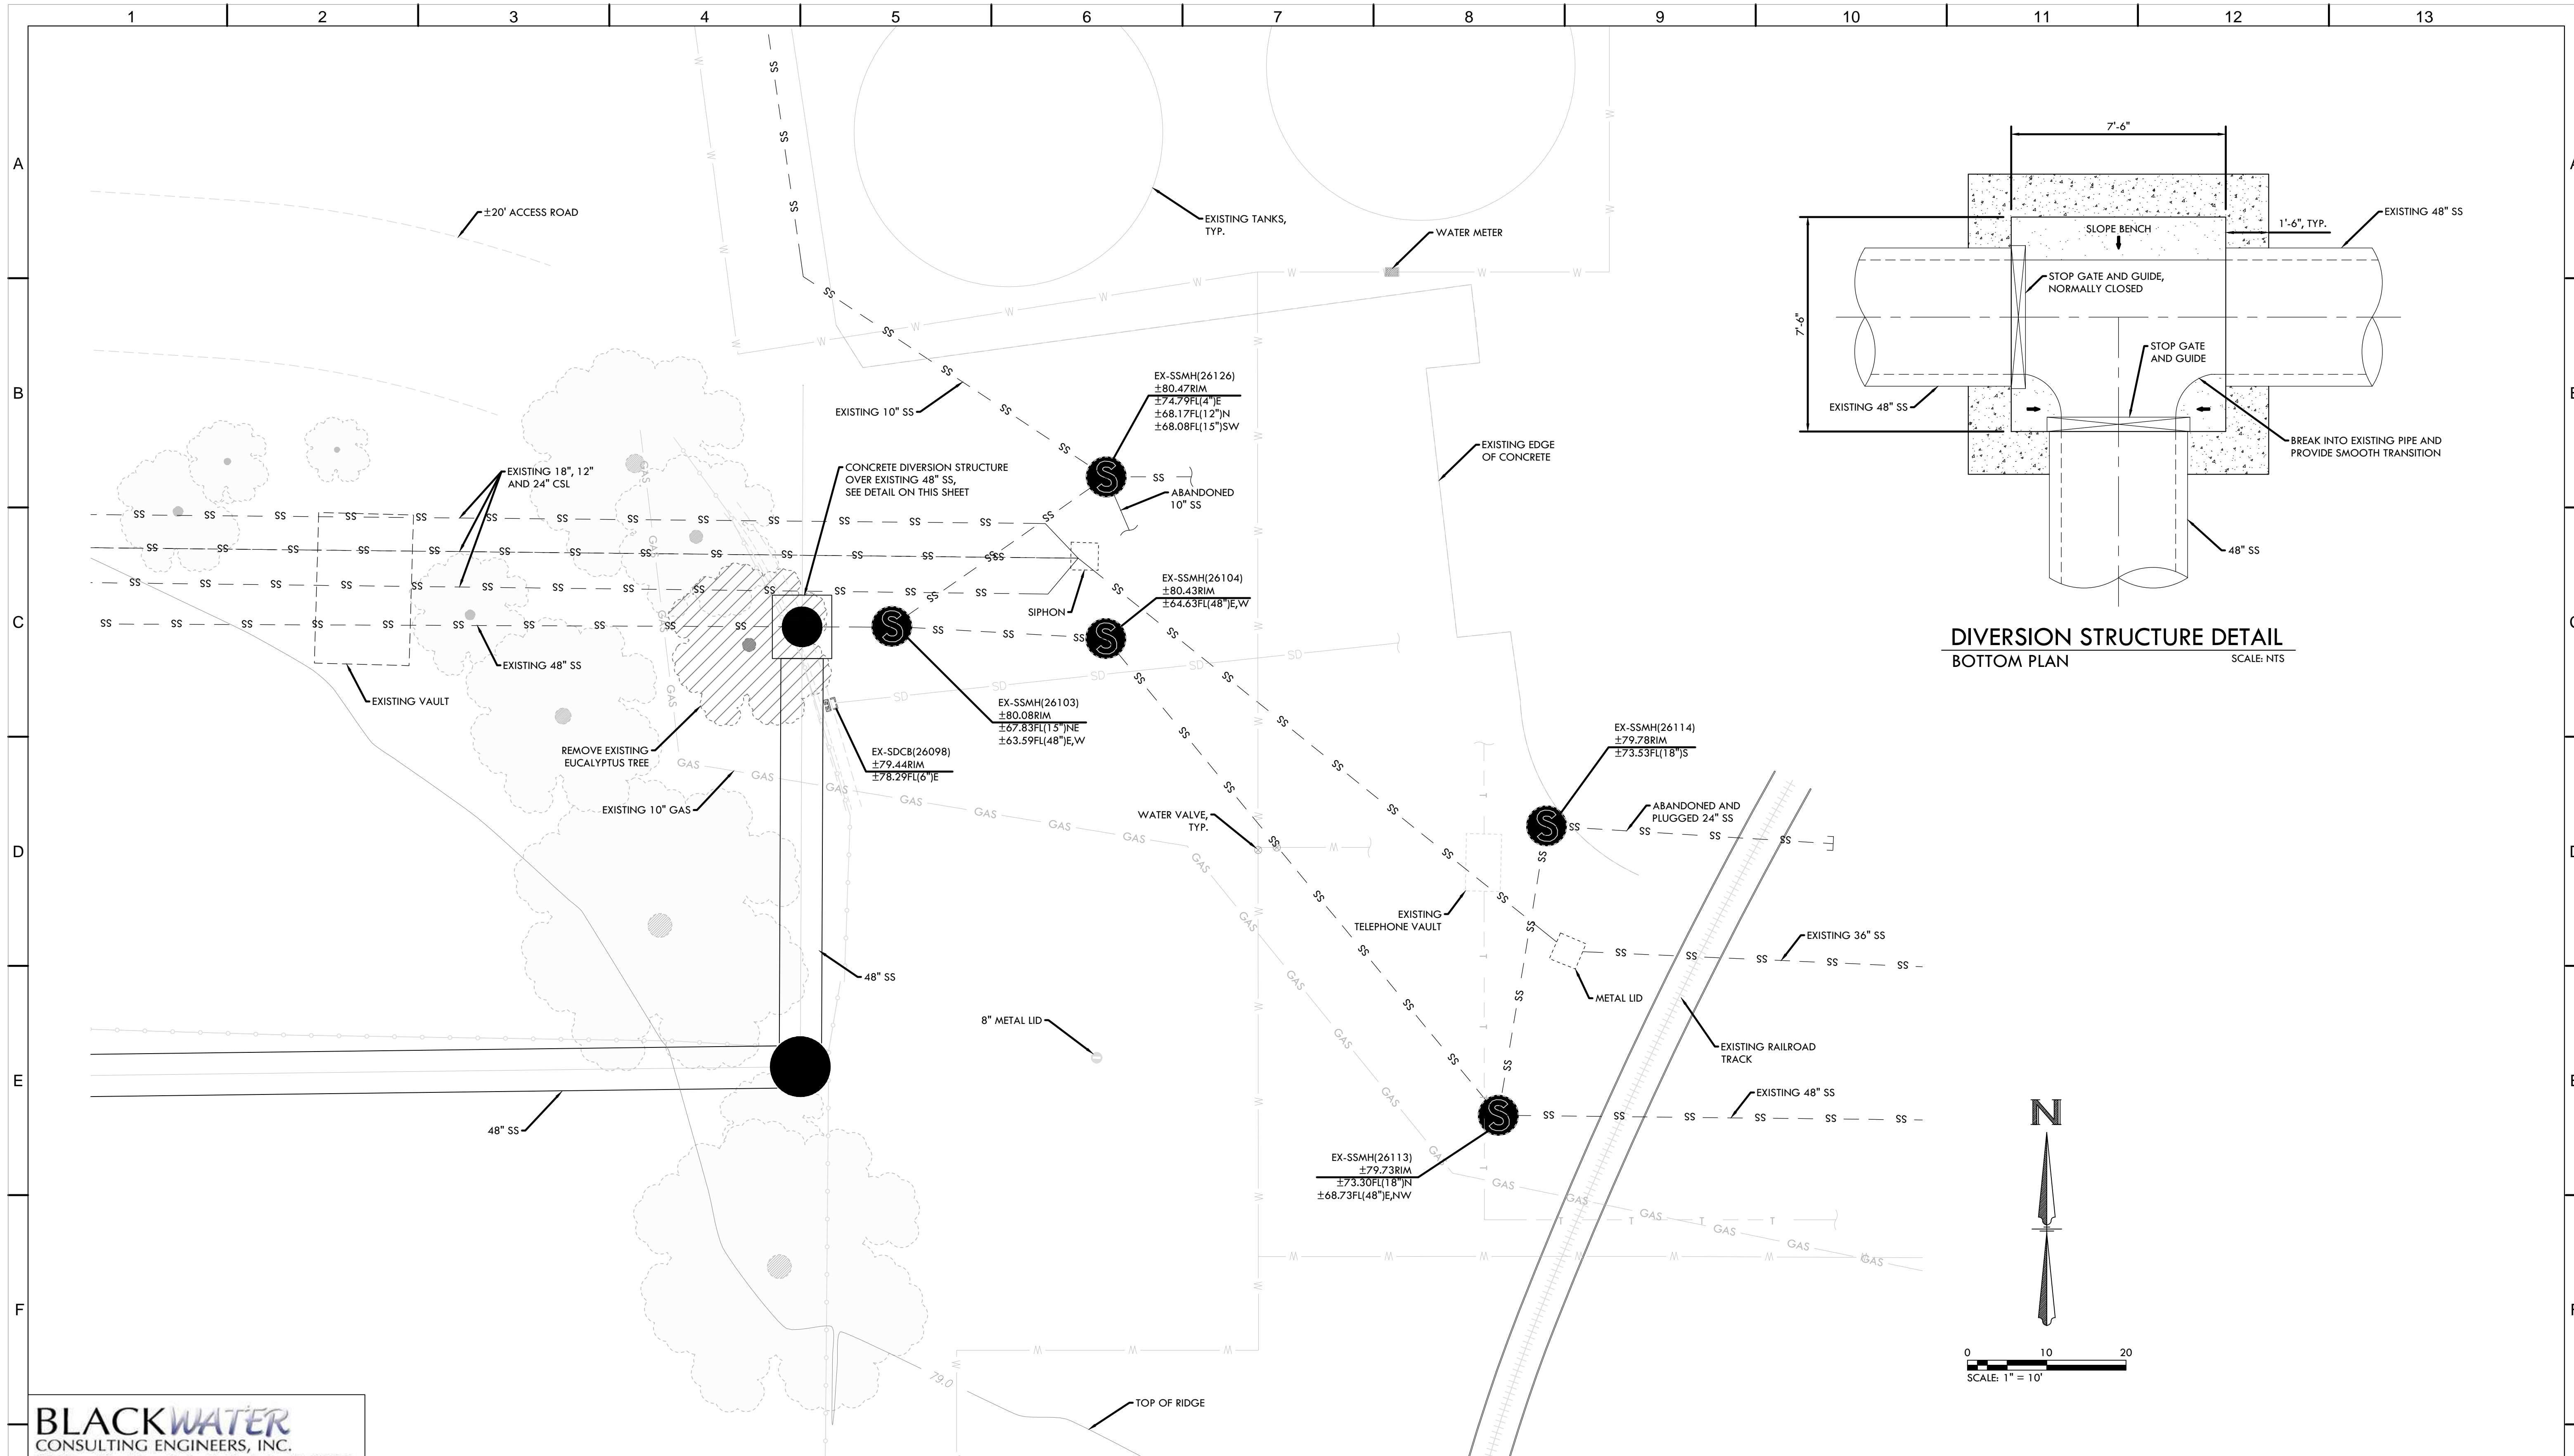 1 2 3 4 5 6 7 8 9 10 11 12 13
A
B
C
D
E
F
±20' ACCESS ROAD
EXISTING TANKS,
TYP.
WATER METER
EXISTING 10" SS
EX-SSMH(26126)
±80.47RIM
±74.79FL(4")E
±68.17FL(12")N
±68.08FL(15")SW
EXISTING EDGE
OF CONCRETE
EXISTING 18", 12"
AND 24" CSL
CONCRETE DIVERSION STRUCTURE
OVER EXISTING 48" SS,
SEE DETAIL ON THIS SHEET
ABANDONED
10" SS
EX-SSMH(26104)
±80.43RIM
±64.63FL(48")E,W
SIPHON
EXISTING 48" SS
EXISTING VAULT
EX-SSMH(26103)
±80.08RIM
±67.83FL(15")NE
±63.59FL(48")E,W
REMOVE EXISTING
EUCALYPTUS TREE
EX-SDCB(26098)
±79.44RIM
±78.29FL(6")E
EXISTING 10" GAS
WATER VALVE,
TYP.
EX-SSMH(26114)
±79.78RIM
±73.53FL(18")S
ABANDONED AND
PLUGGED 24" SS
EXISTING
TELEPHONE VAULT
EXISTING 36" SS
METAL LID
48" SS
8" METAL LID
EXISTING RAILROAD
TRACK
EXISTING 48" SS
48" SS
EX-SSMH(26113)
±79.73RIM
±73.30FL(18")N
±68.73FL(48")E,NW
79.0
TOP OF RIDGE
7'-6"
EXISTING 48" SS
1'-6", TYP.
SLOPE BENCH
STOP GATE AND GUIDE,
NORMALLY CLOSED
7'-6"
STOP GATE
AND GUIDE
EXISTING 48" SS
BREAK INTO EXISTING PIPE AND
PROVIDE SMOOTH TRANSITION
48" SS
DIVERSION STRUCTURE DETAIL
BOTTOM PLAN
SCALE: NTS
N
0 10 20
SCALE: 1" = 10'
BLACKWATER
CONSULTING ENGINEERS, INC.